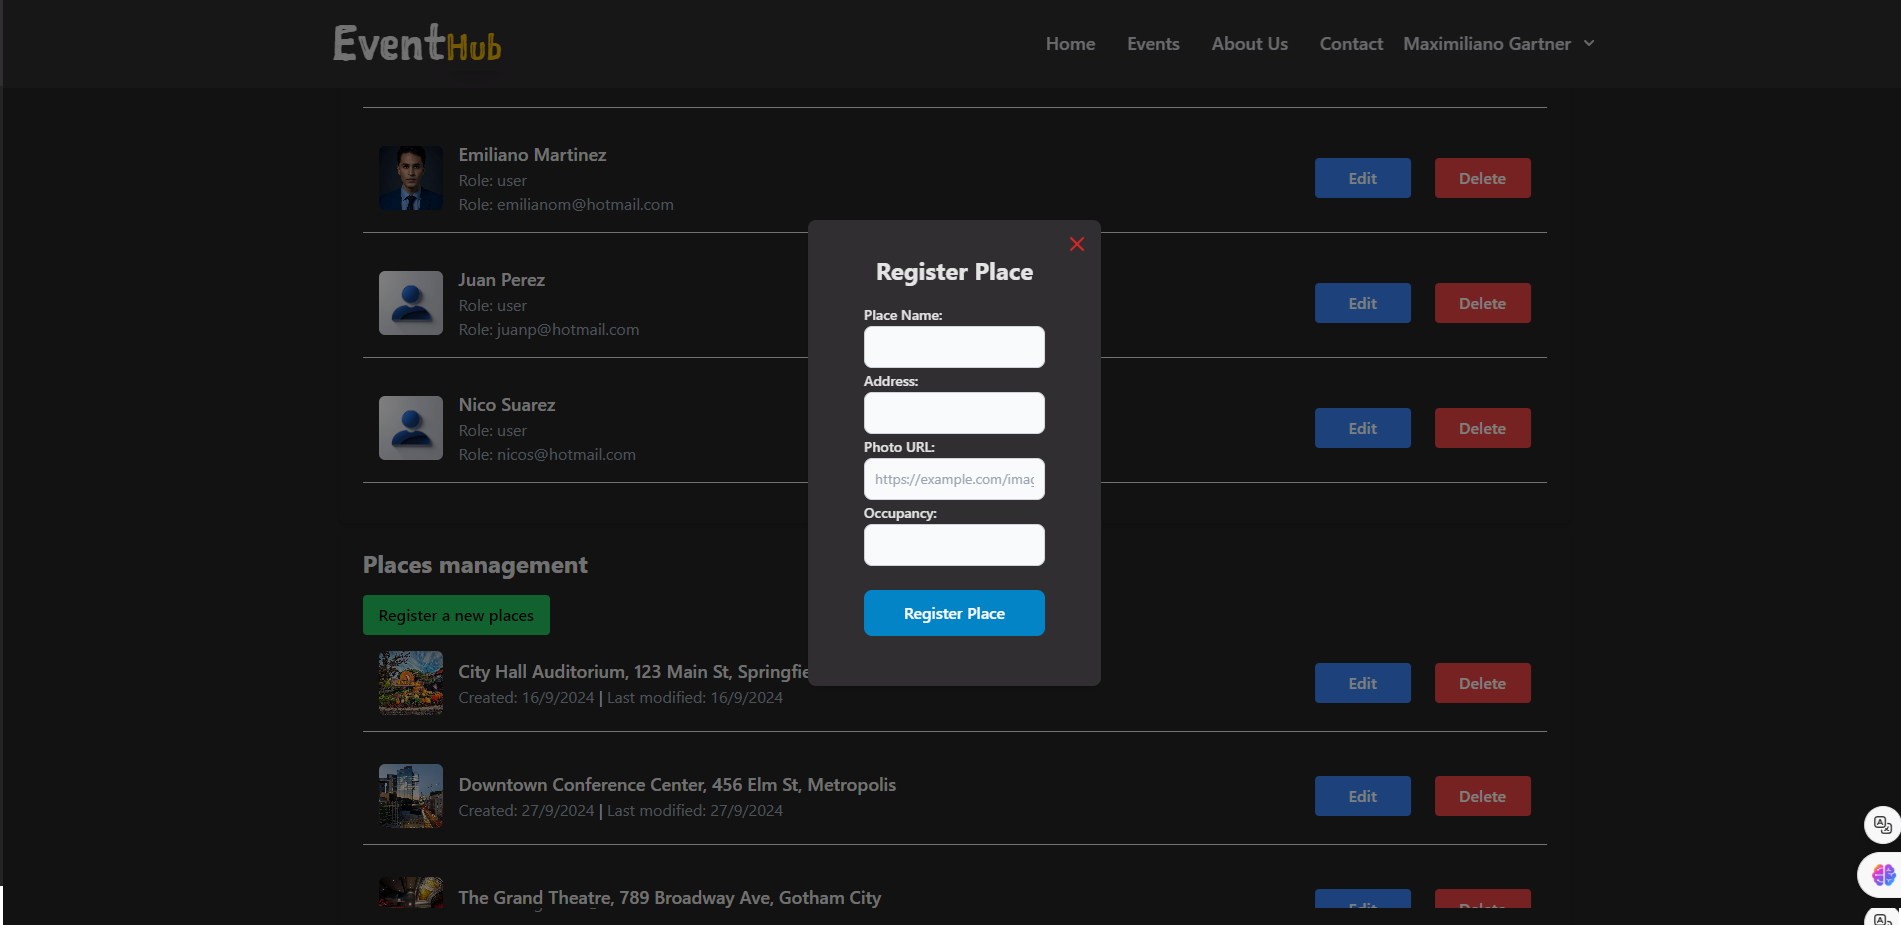 EventHub
Home Events About Us Contact Maximiliano Gartner
Emiliano Martinez
Role: user
Role: emilianom@hotmail.com
Edit Delete
Juan Perez
Role: user
Role: juanp@hotmail.com
Edit Delete
Nico Suarez
Role: user
Role: nicos@hotmail.com
Edit Delete
Register Place
Place Name:
Address:
Photo URL:
https://example.com/imag
Occupancy:
Register Place
Places management
Register a new places
City Hall Auditorium, 123 Main St, Springfie
Created: 16/9/2024 | Last modified: 16/9/2024
Edit Delete
Downtown Conference Center, 456 Elm St, Metropolis
Created: 27/9/2024 | Last modified: 27/9/2024
Edit Delete
The Grand Theatre, 789 Broadway Ave, Gotham City
Edit Delete